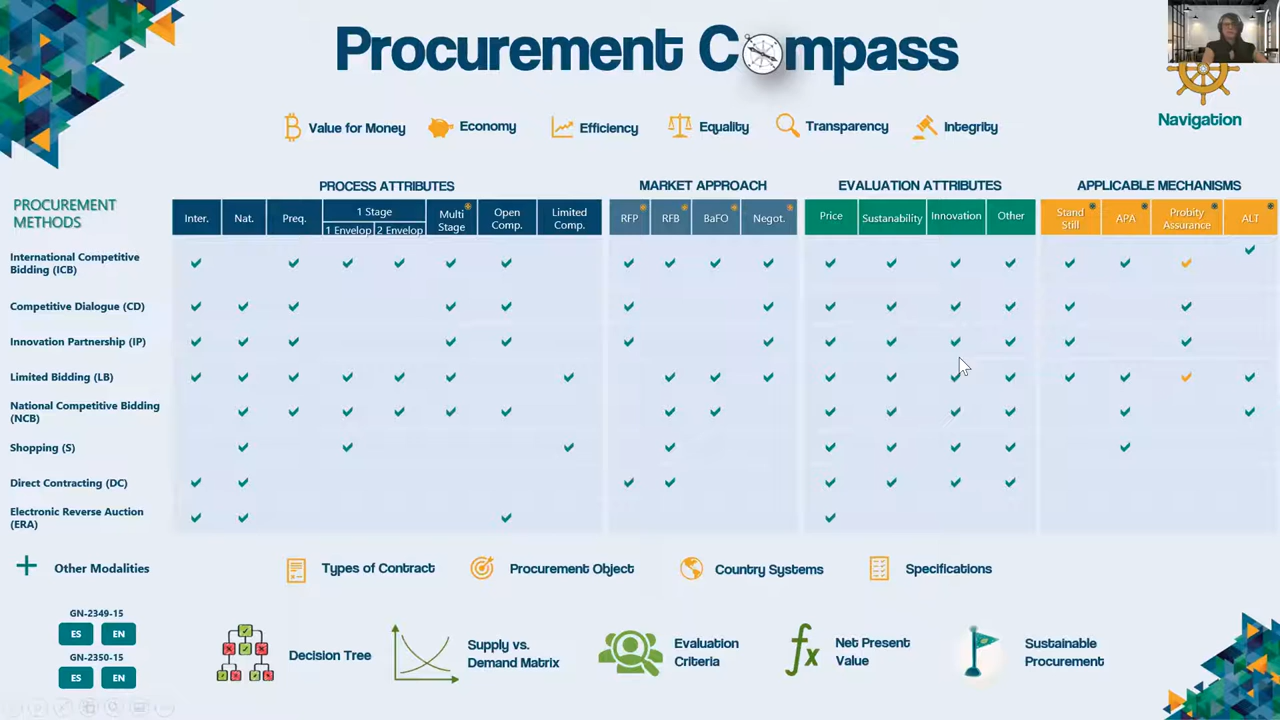 Procurement Compass
Navigation
Value for Money
Economy
Efficiency
Equality
Transparency
Integrity
PROCUREMENT
METHODS
PROCESS ATTRIBUTES
MARKET APPROACH
EVALUATION ATTRIBUTES
APPLICABLE MECHANISMS
Inter.
Nat.
Preq.
1 Stage
1 Envelop
2 Envelop
Multi
Stage
Open
Comp.
Limited
Comp.
RFP
RFB
BaFO
Negot.
Price
Sustanability
Innovation
Other
Stand
Still
APA
Probity
Assurance
ALT
International Competitive
Bidding (ICB)
Competitive Dialogue (CD)
Innovation Partnership (IP)
Limited Bidding (LB)
National Competitive Bidding
(NCB)
Shopping (S)
Direct Contracting (DC)
Electronic Reverse Auction
(ERA)
+ Other Modalities
Types of Contract
Procurement Object
Country Systems
Specifications
GN-2349-15
ES EN
GN-2350-15
ES EN
Decision Tree
Supply vs.
Demand Matrix
Evaluation
Criteria
fx
Net Present
Value
Sustainable
Procurement